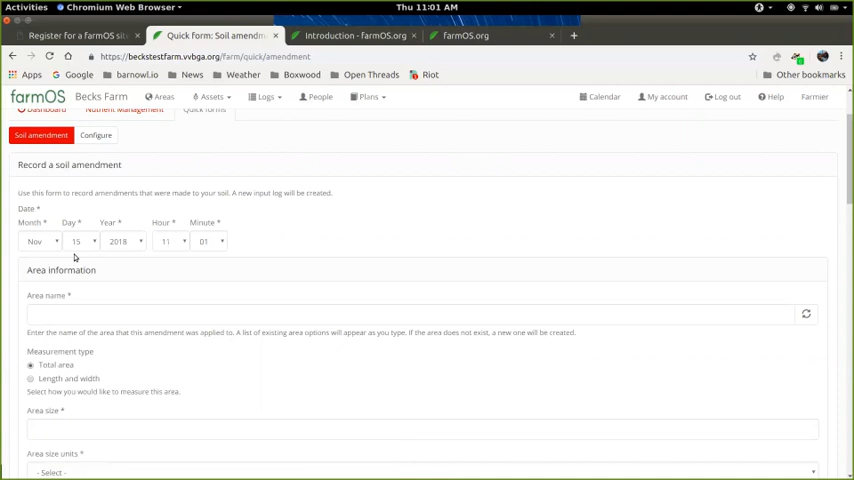 Activities Chromium Web Browser Thu 11:01 AM
Register for a farmOS sit Quick form: Soil amendm Introduction - farmOS.org farmOS.org
https://beckstestfarm.vvbga.org/farm/quick/amendment
Apps Google barnowl.io News Weather Boxwood Open Threads Riot Other bookmarks
farmOS Becks Farm Areas Assets Logs People Plans Calendar My account Log out Help Farmier
Dashboard Nutrient Management Quick forms
Soil amendment Configure
Record a soil amendment
Use this form to record amendments that were made to your soil. A new input log will be created.
Date *
Month * Day * Year * Hour * Minute *
Nov 15 2018 11 01
Area information
Area name *
Enter the name of the area that this amendment was applied to. A list of existing area options will appear as you type. If the area does not exist, a new one will be created.
Measurement type
Total area
Length and width
Select how you would like to measure this area.
Area size *
Area size units *
- Select -